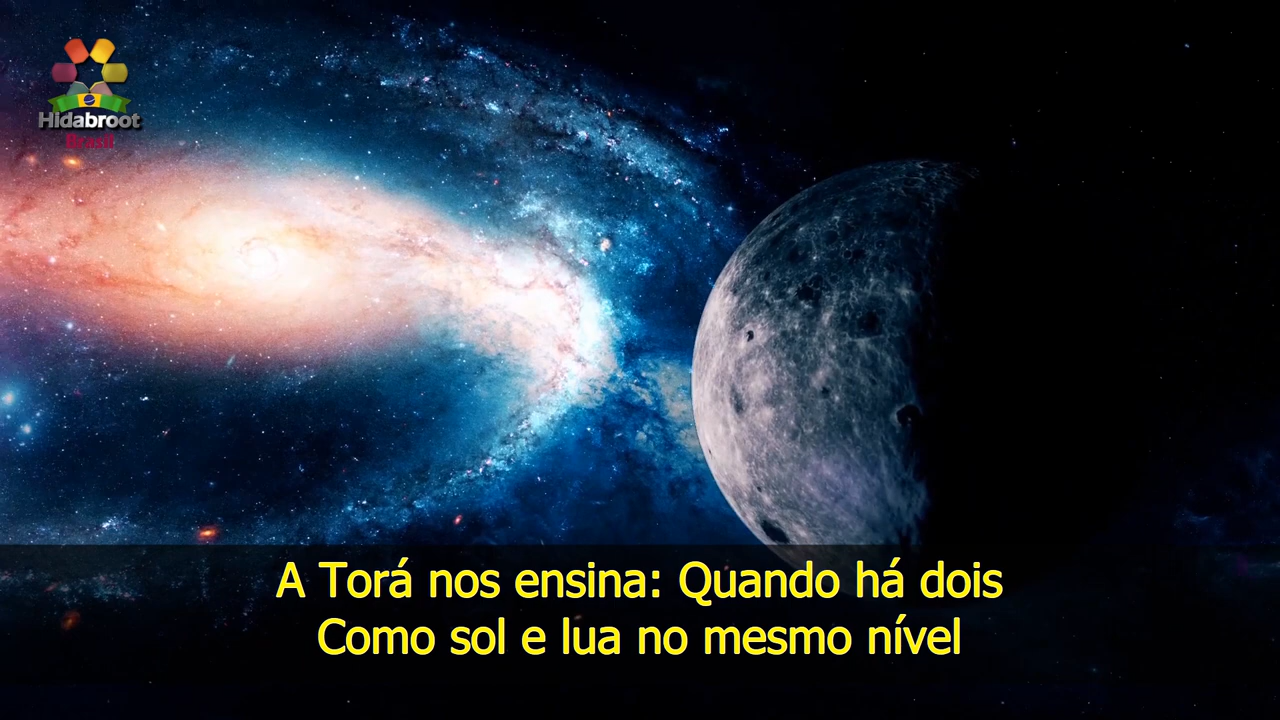 Hidabroot
Brasil
A Torá nos ensina: Quando há dois
Como sol e lua no mesmo nível